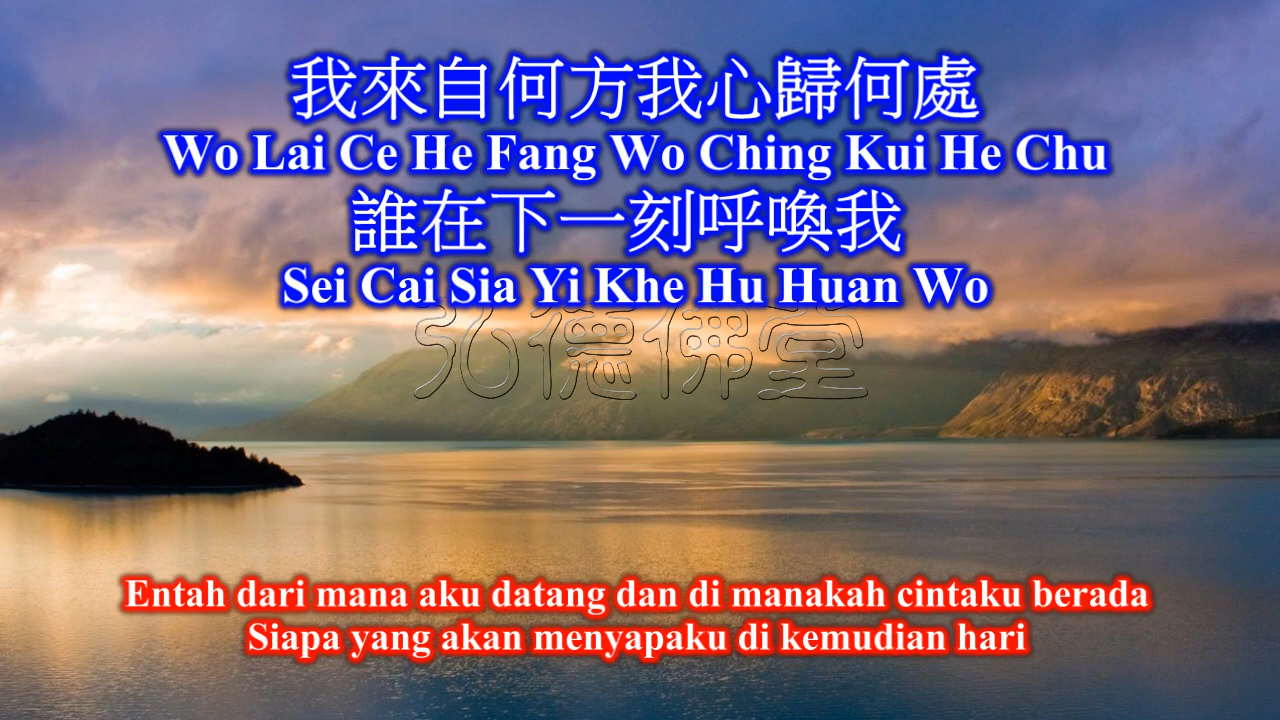 我來自何方我心歸何處
Wo Lai Ce He Fang Wo Ching Kui He Chu
誰在下一刻呼喚我
Sei Cai Sia Yi Khe Hu Huan Wo
弘德佛堂
Entah dari mana aku datang dan di manakah cintaku berada
Siapa yang akan menyapaku di kemudian hari